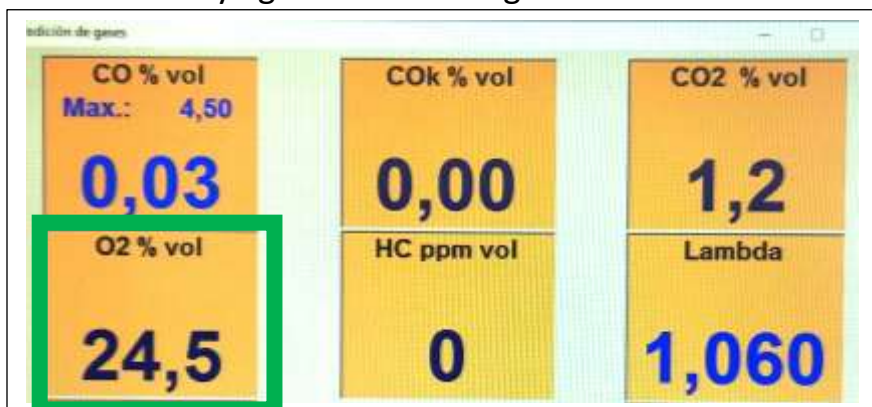 edición de gases
CO % vol
Max.: 4,50
0,03
COk % vol
0,00
CO2 % vol
1,2
O2 % vol
24,5
HC ppm vol
0
Lambda
1,060